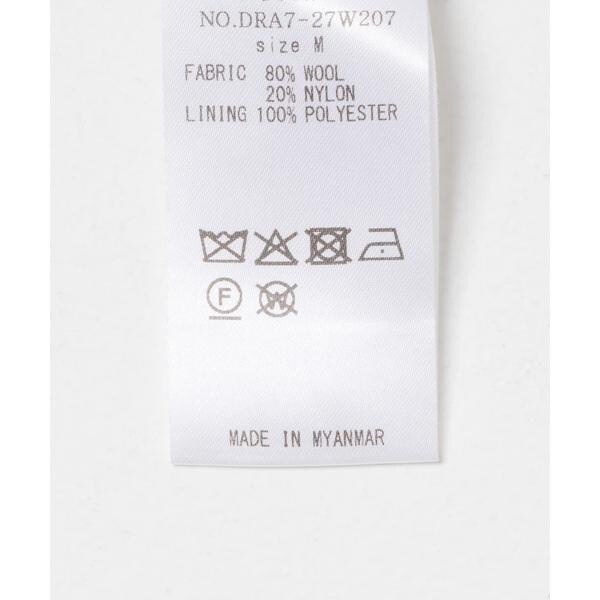 NO.DRA7-27W207
size M
FABRIC 80% WOOL
20% NYLON
LINING 100% POLYESTER
F W
MADE IN MYANMAR